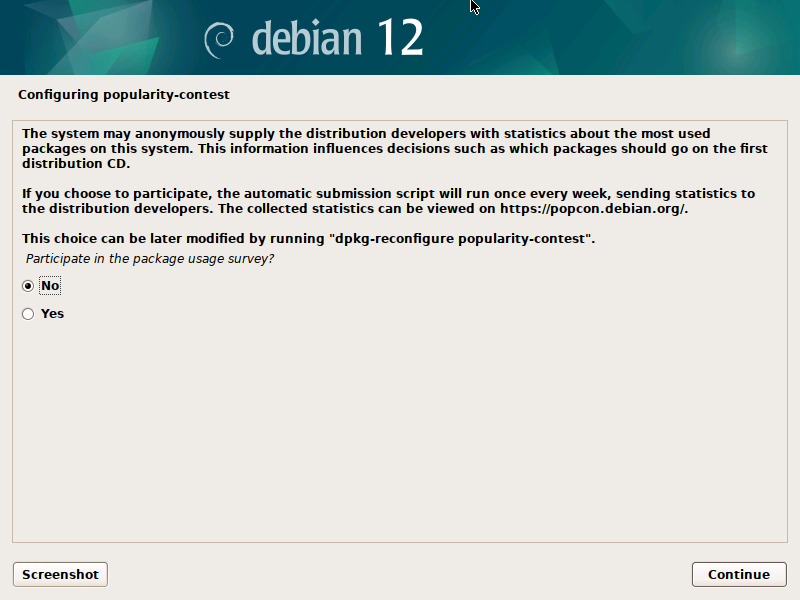 debian 12
Configuring popularity-contest
The system may anonymously supply the distribution developers with statistics about the most used
packages on this system. This information influences decisions such as which packages should go on the first
distribution CD.
If you choose to participate, the automatic submission script will run once every week, sending statistics to
the distribution developers. The collected statistics can be viewed on https://popcon.debian.org/.
This choice can be later modified by running "dpkg-reconfigure popularity-contest".
Participate in the package usage survey?
No
Yes
Screenshot
Continue